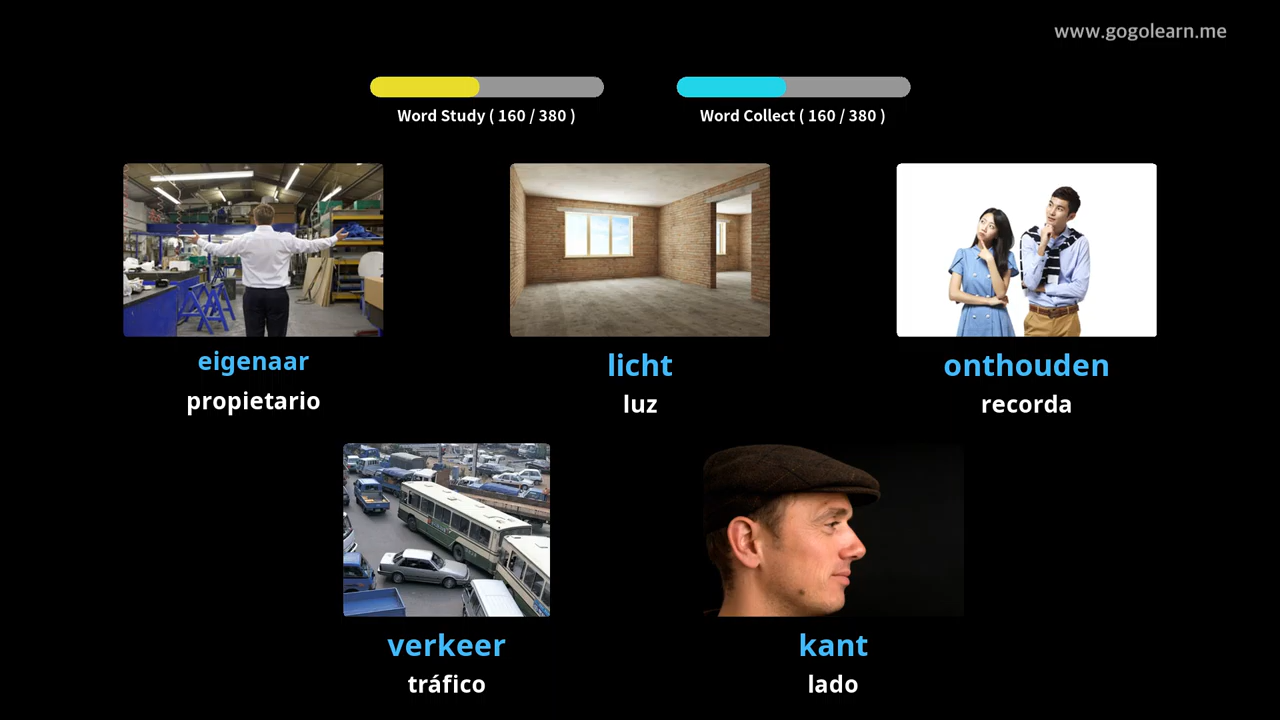 www.gogolearn.me
Word Study ( 160 / 380 )
Word Collect ( 160 / 380 )
eigenaar
propietario
licht
luz
onthouden
recorda
verkeer
tráfico
kant
lado